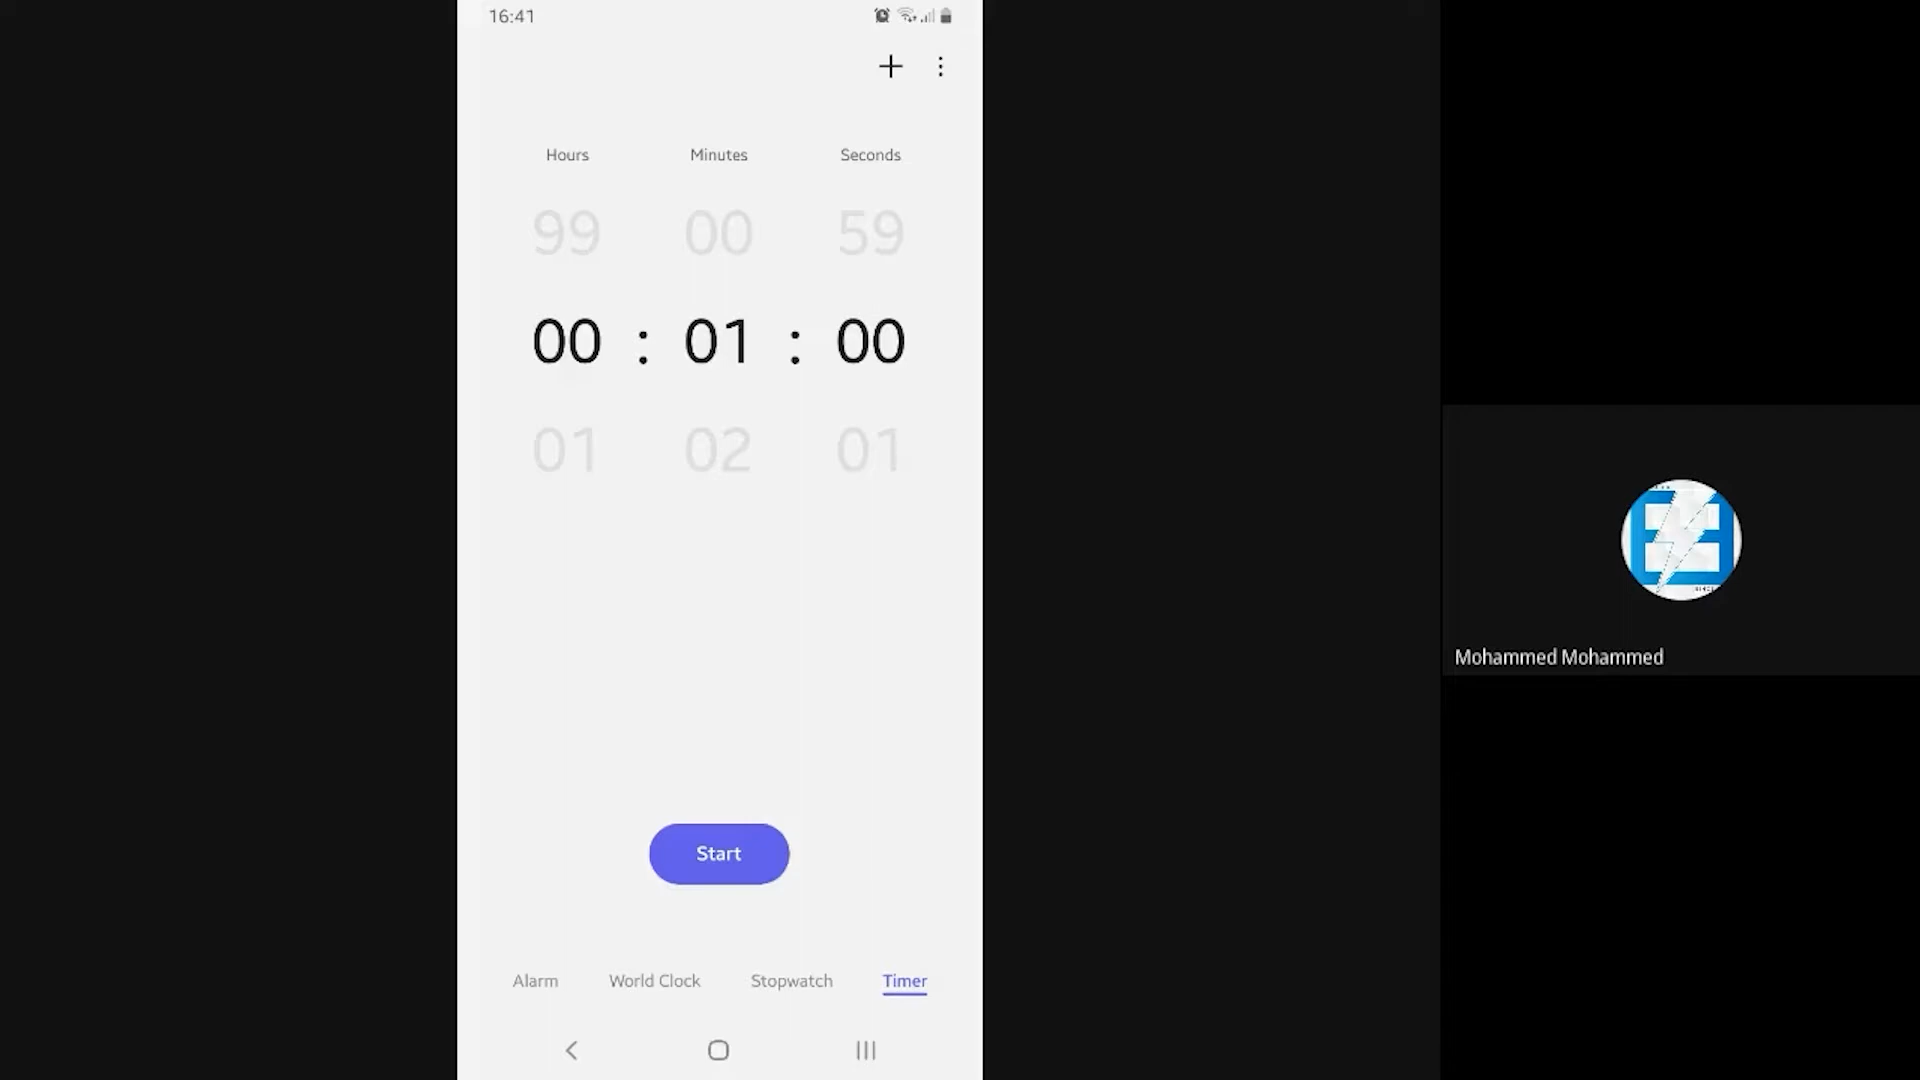 16:41
Hours Minutes Seconds
99 00 59
00 : 01 : 00
01 02 01
Start
Alarm World Clock Stopwatch Timer
Mohammed Mohammed